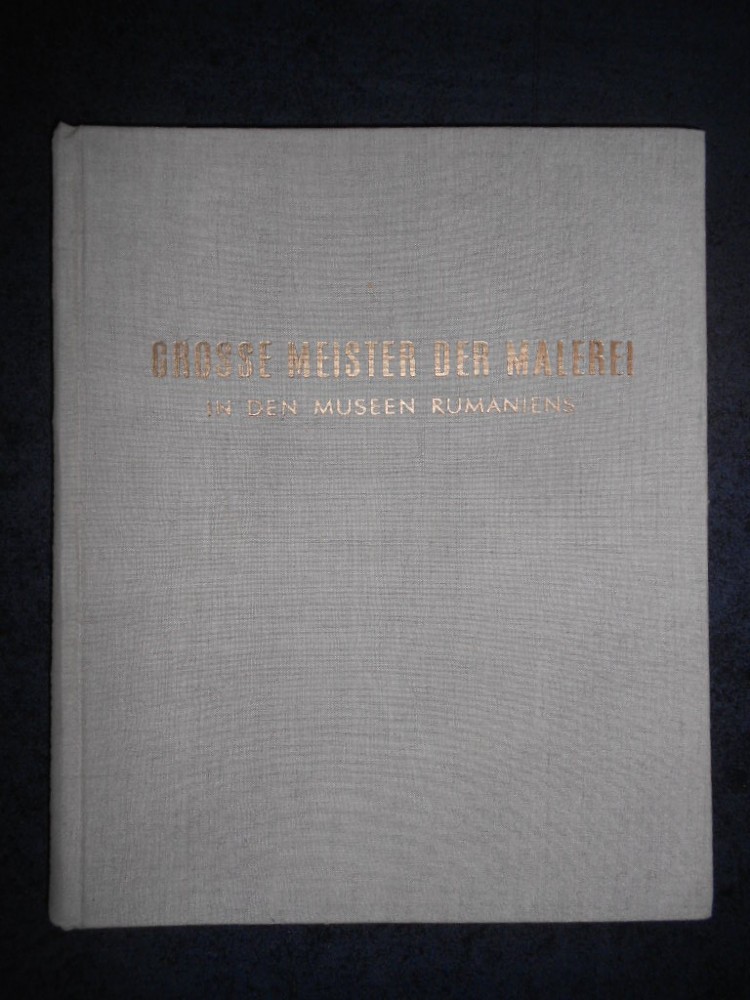 GROSSE MEISTER DER MALEREI
IN DEN MUSEEN RUMANIENS